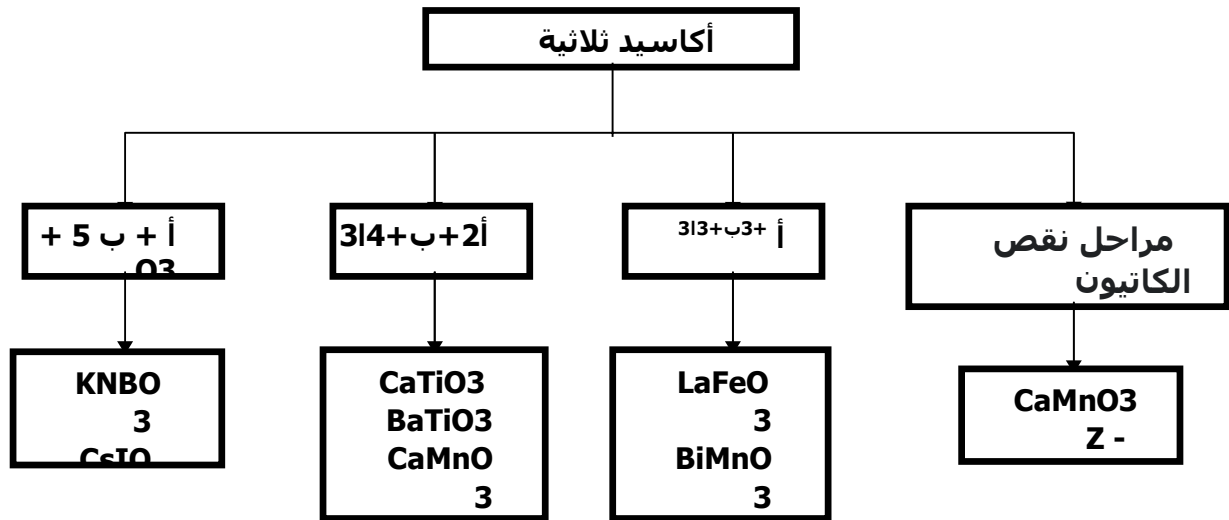 أكاسيد ثلاثية
أ + ب 5 +
O3
أ2+ب+4ا3
أ +3ب+3ا3
مراحل نقص
الكاتيون
KNBO
3
CsIO
CaTiO3
BaTiO3
CaMnO
3
LaFeO
3
BiMnO
3
CaMnO3
Z -